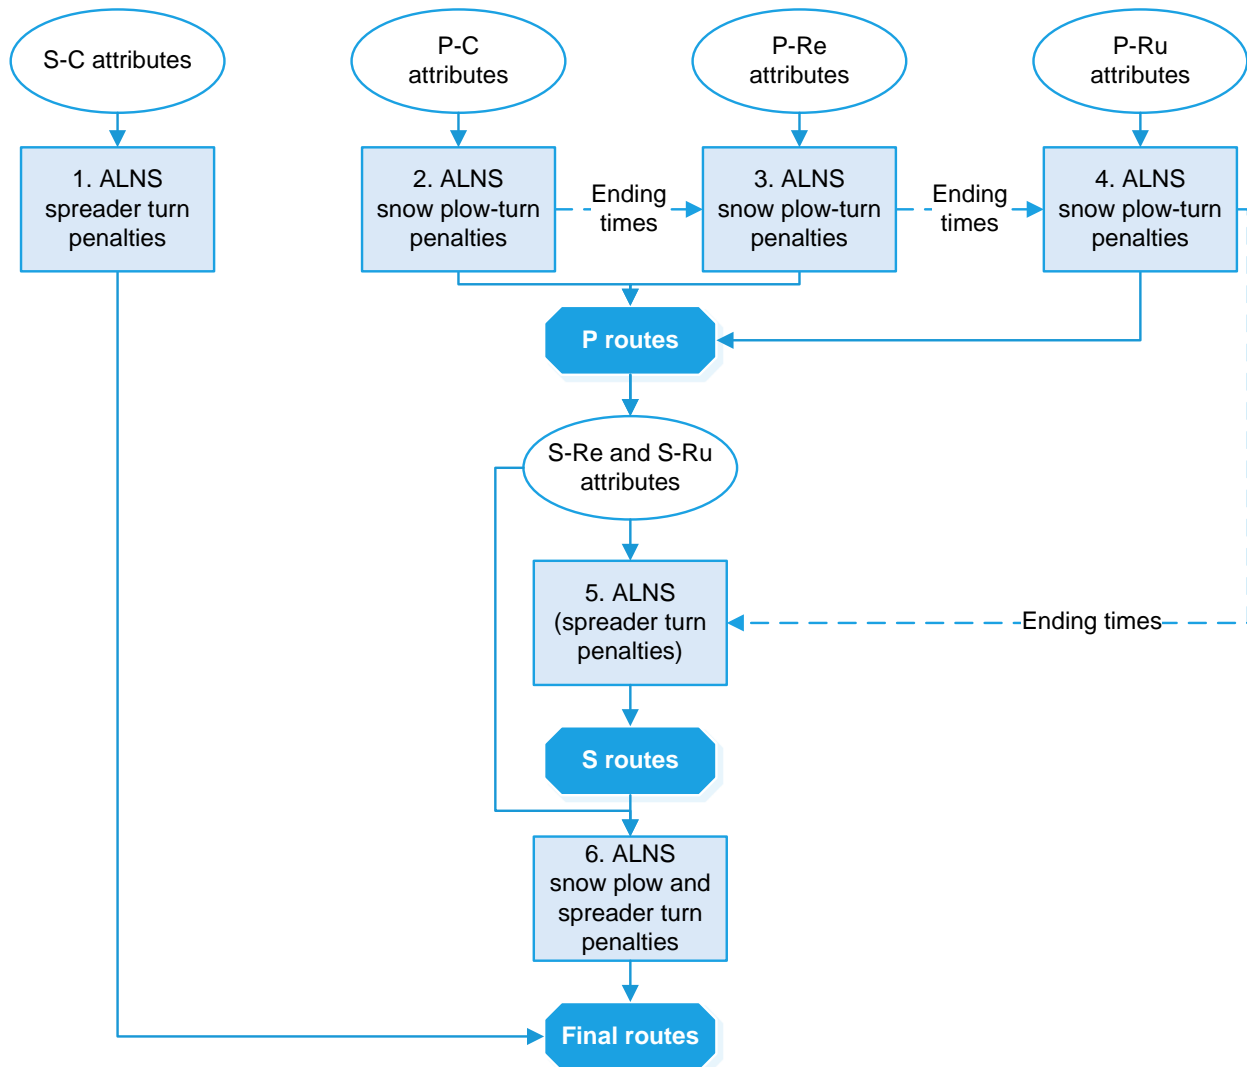 S-C attributes
P-C
attributes
P-Re
attributes
P-Ru
attributes
1. ALNS
spreader turn
penalties
2. ALNS
snow plow-turn
penalties
Ending
times
3. ALNS
snow plow-turn
penalties
Ending
times
4. ALNS
snow plow-turn
penalties
P routes
S-Re and S-Ru
attributes
5. ALNS
(spreader turn
penalties)
Ending times
S routes
6. ALNS
snow plow and
spreader turn
penalties
Final routes